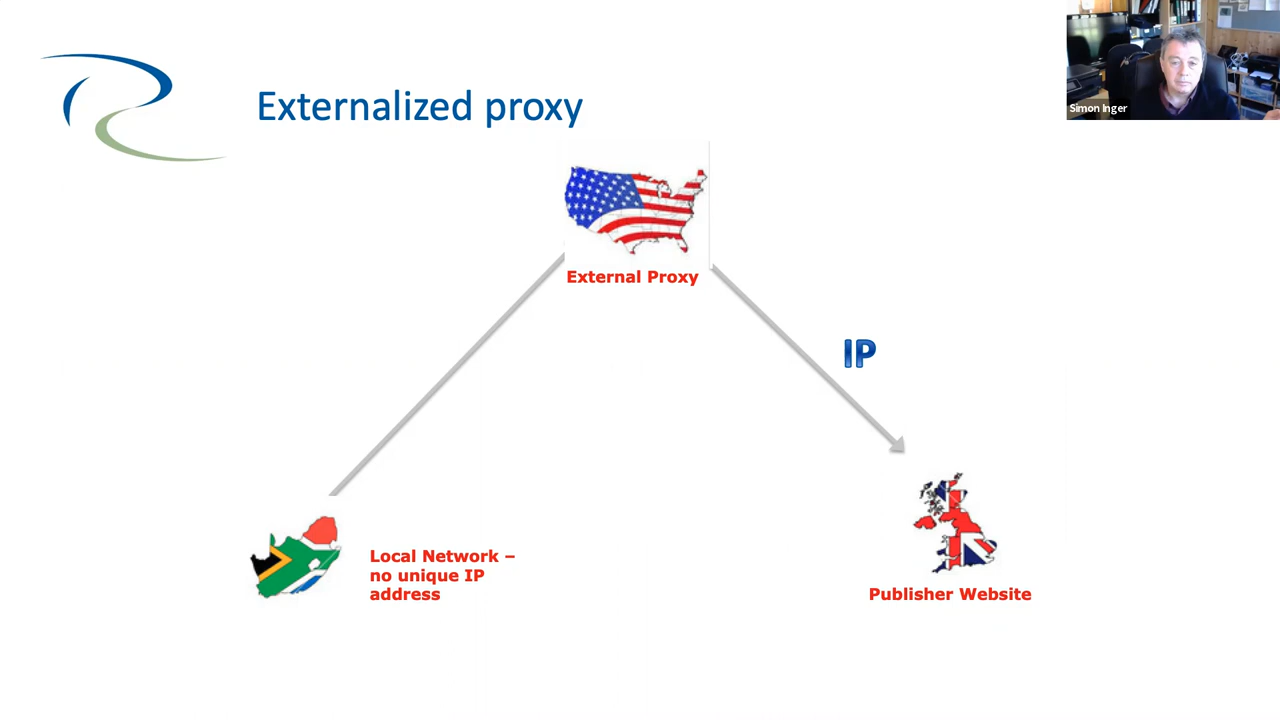 Simon Inger
Externalized proxy
External Proxy
IP
Local Network –
no unique IP
address
Publisher Website